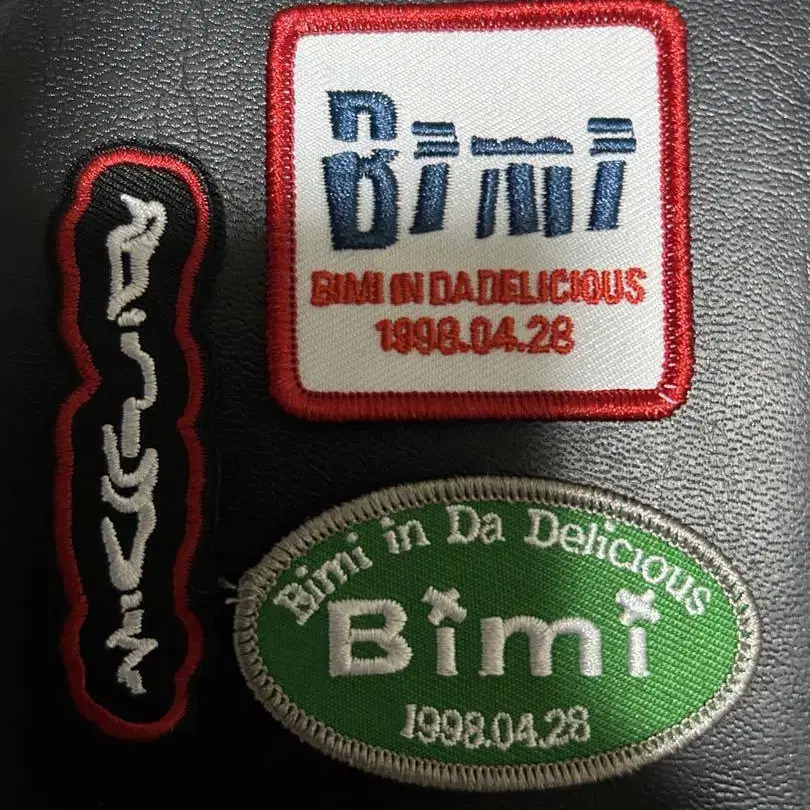 Bimi
BIMI IN DA DELICIOUS
1998.04.28
Bimi in Da Delicious
Bimi
1998.04.28